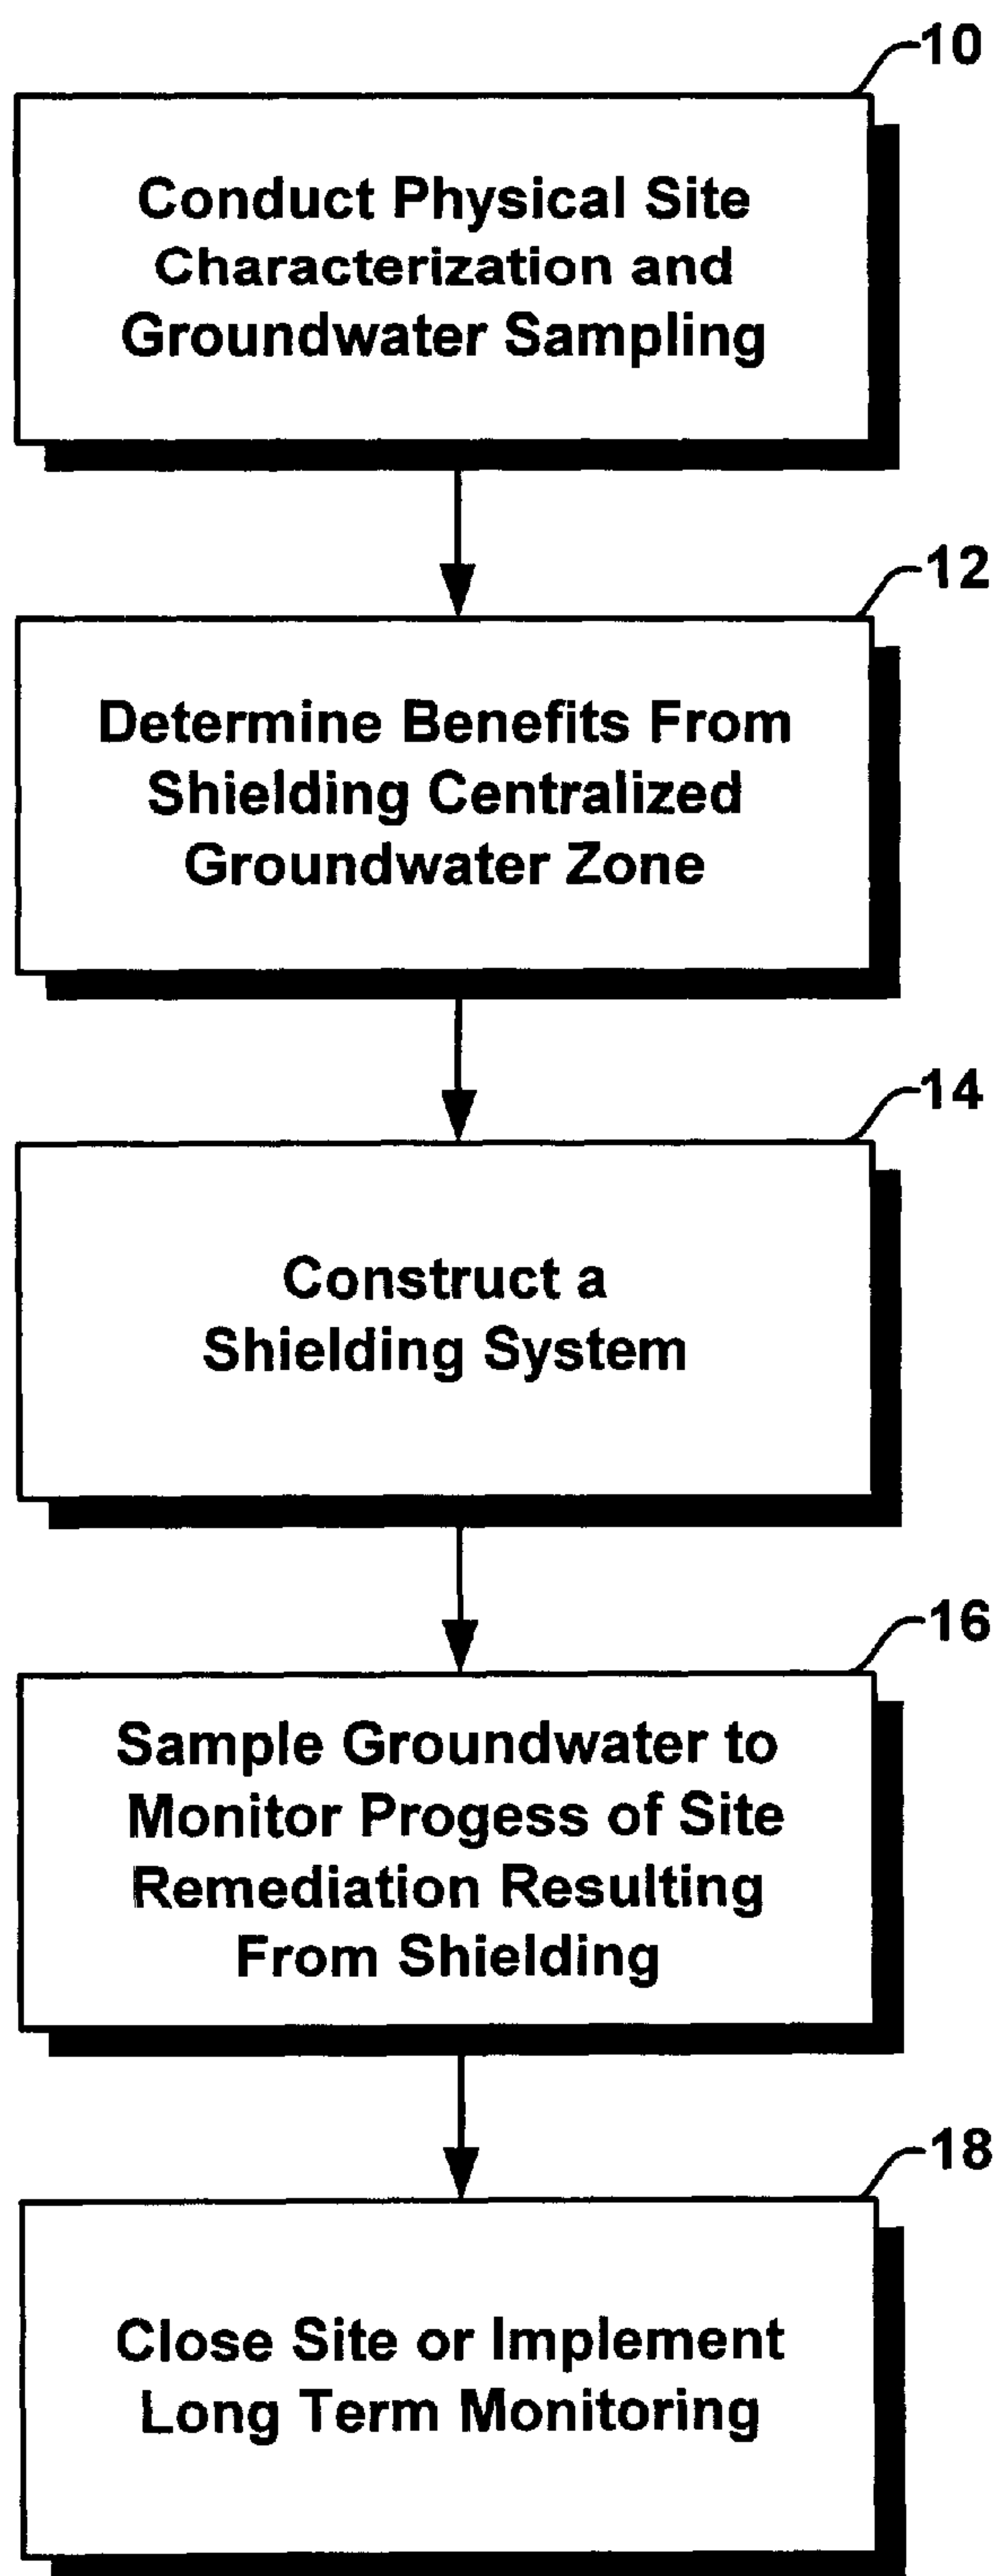 10
Conduct Physical Site
Characterization and
Groundwater Sampling
12
Determine Benefits From
Shielding Centralized
Groundwater Zone
14
Construct a
Shielding System
16
Sample Groundwater to
Monitor Progess of Site
Remediation Resulting
From Shielding
18
Close Site or Implement
Long Term Monitoring